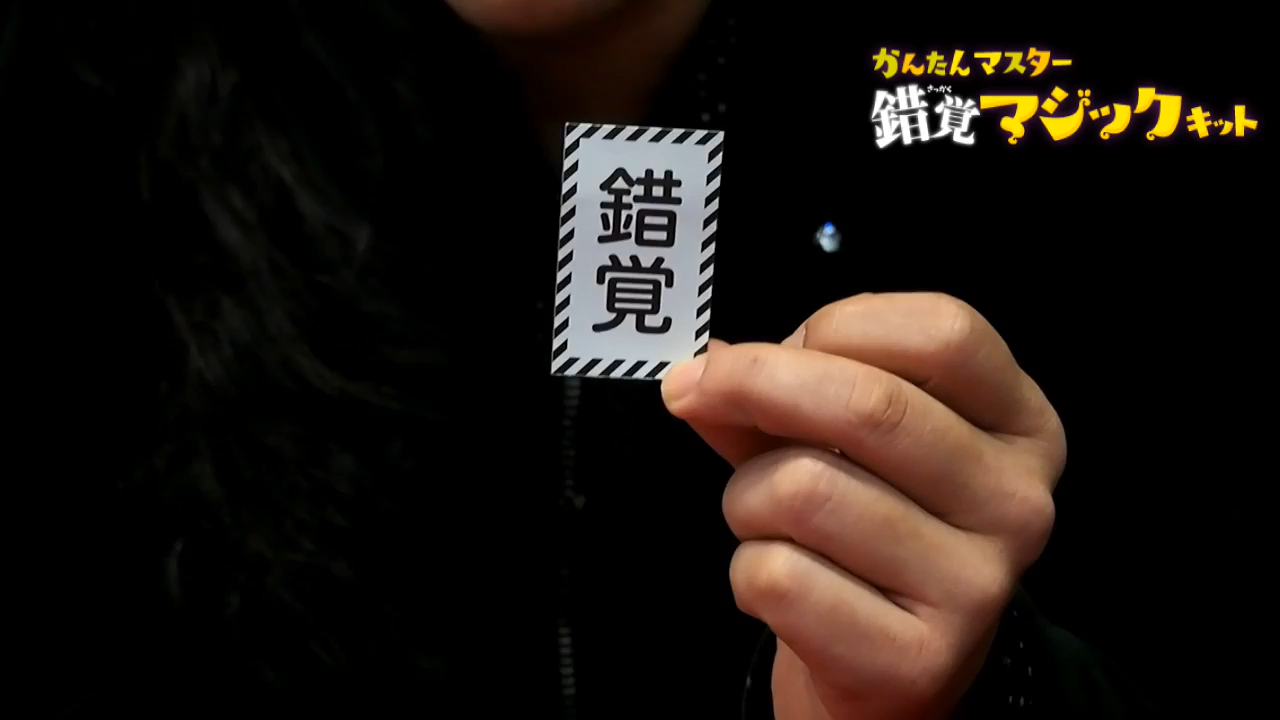 かんたんマスター
さっかく
錯覚マジックキット
錯
覚